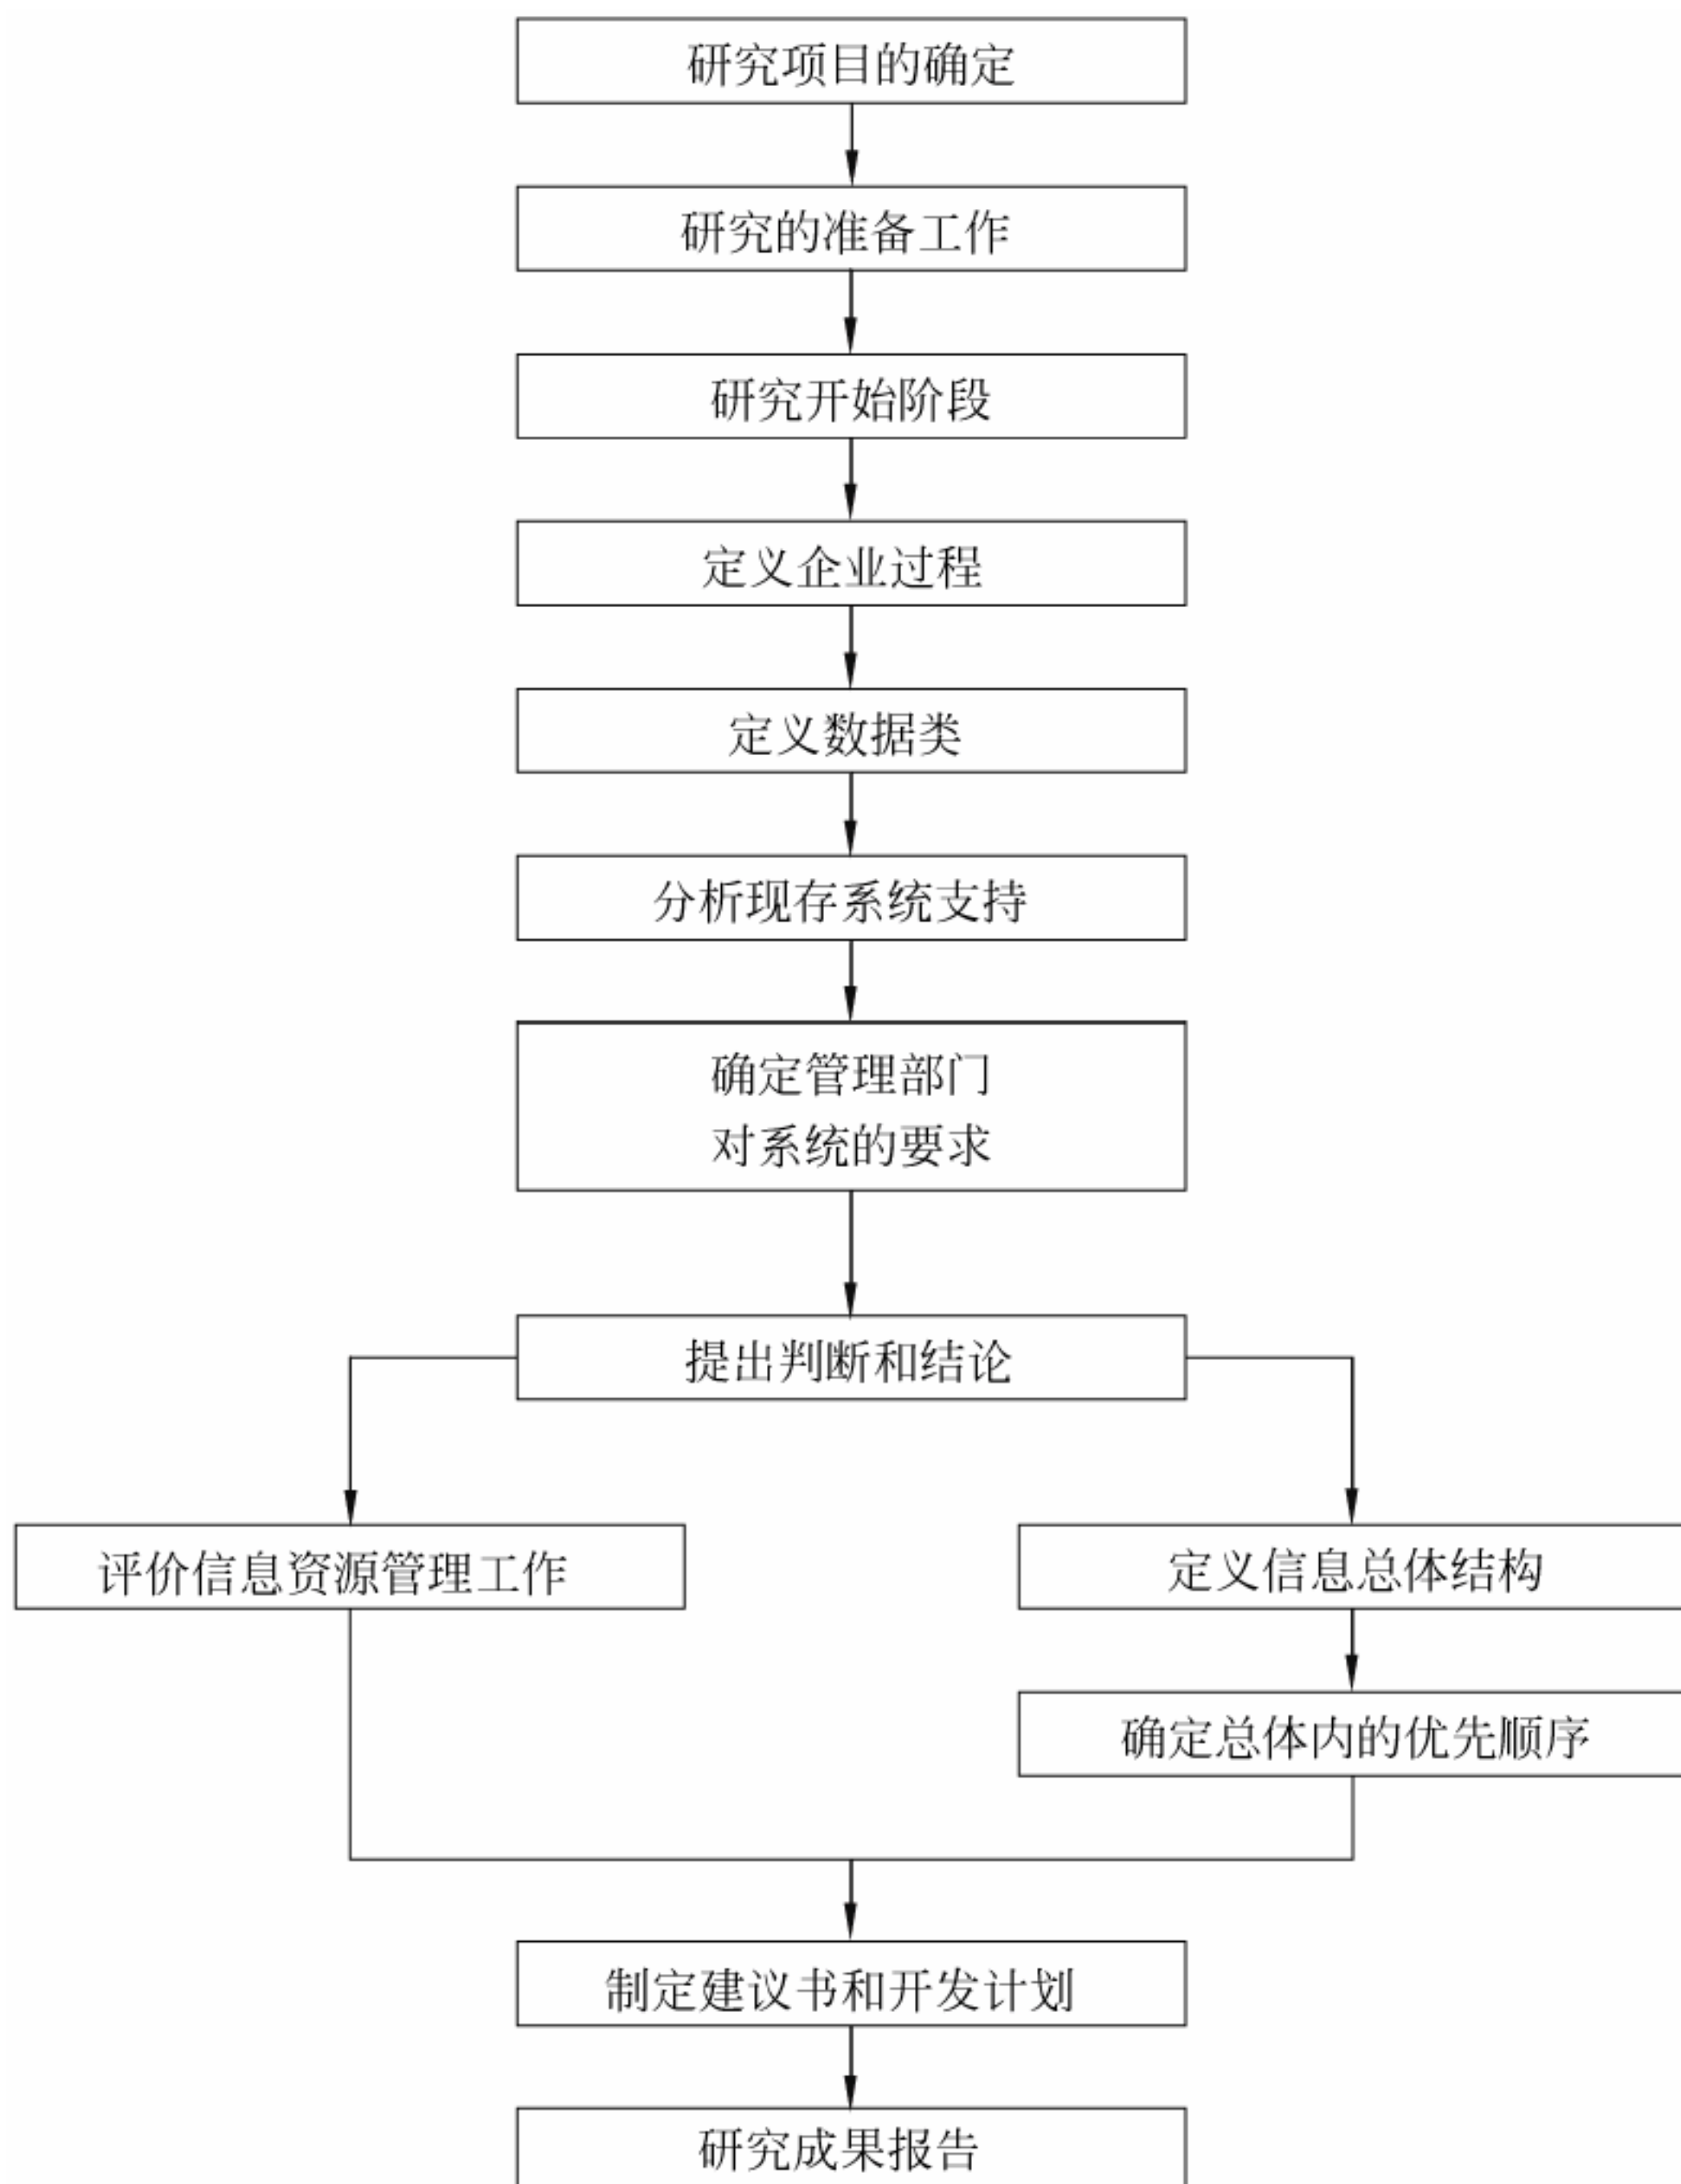 研究项目的确定
研究的准备工作
研究开始阶段
定义企业过程
定义数据类
分析现存系统支持
确定管理部门
对系统的要求
提出判断和结论
评价信息资源管理工作
定义信息总体结构
确定总体内的优先顺序
制定建议书和开发计划
研究成果报告